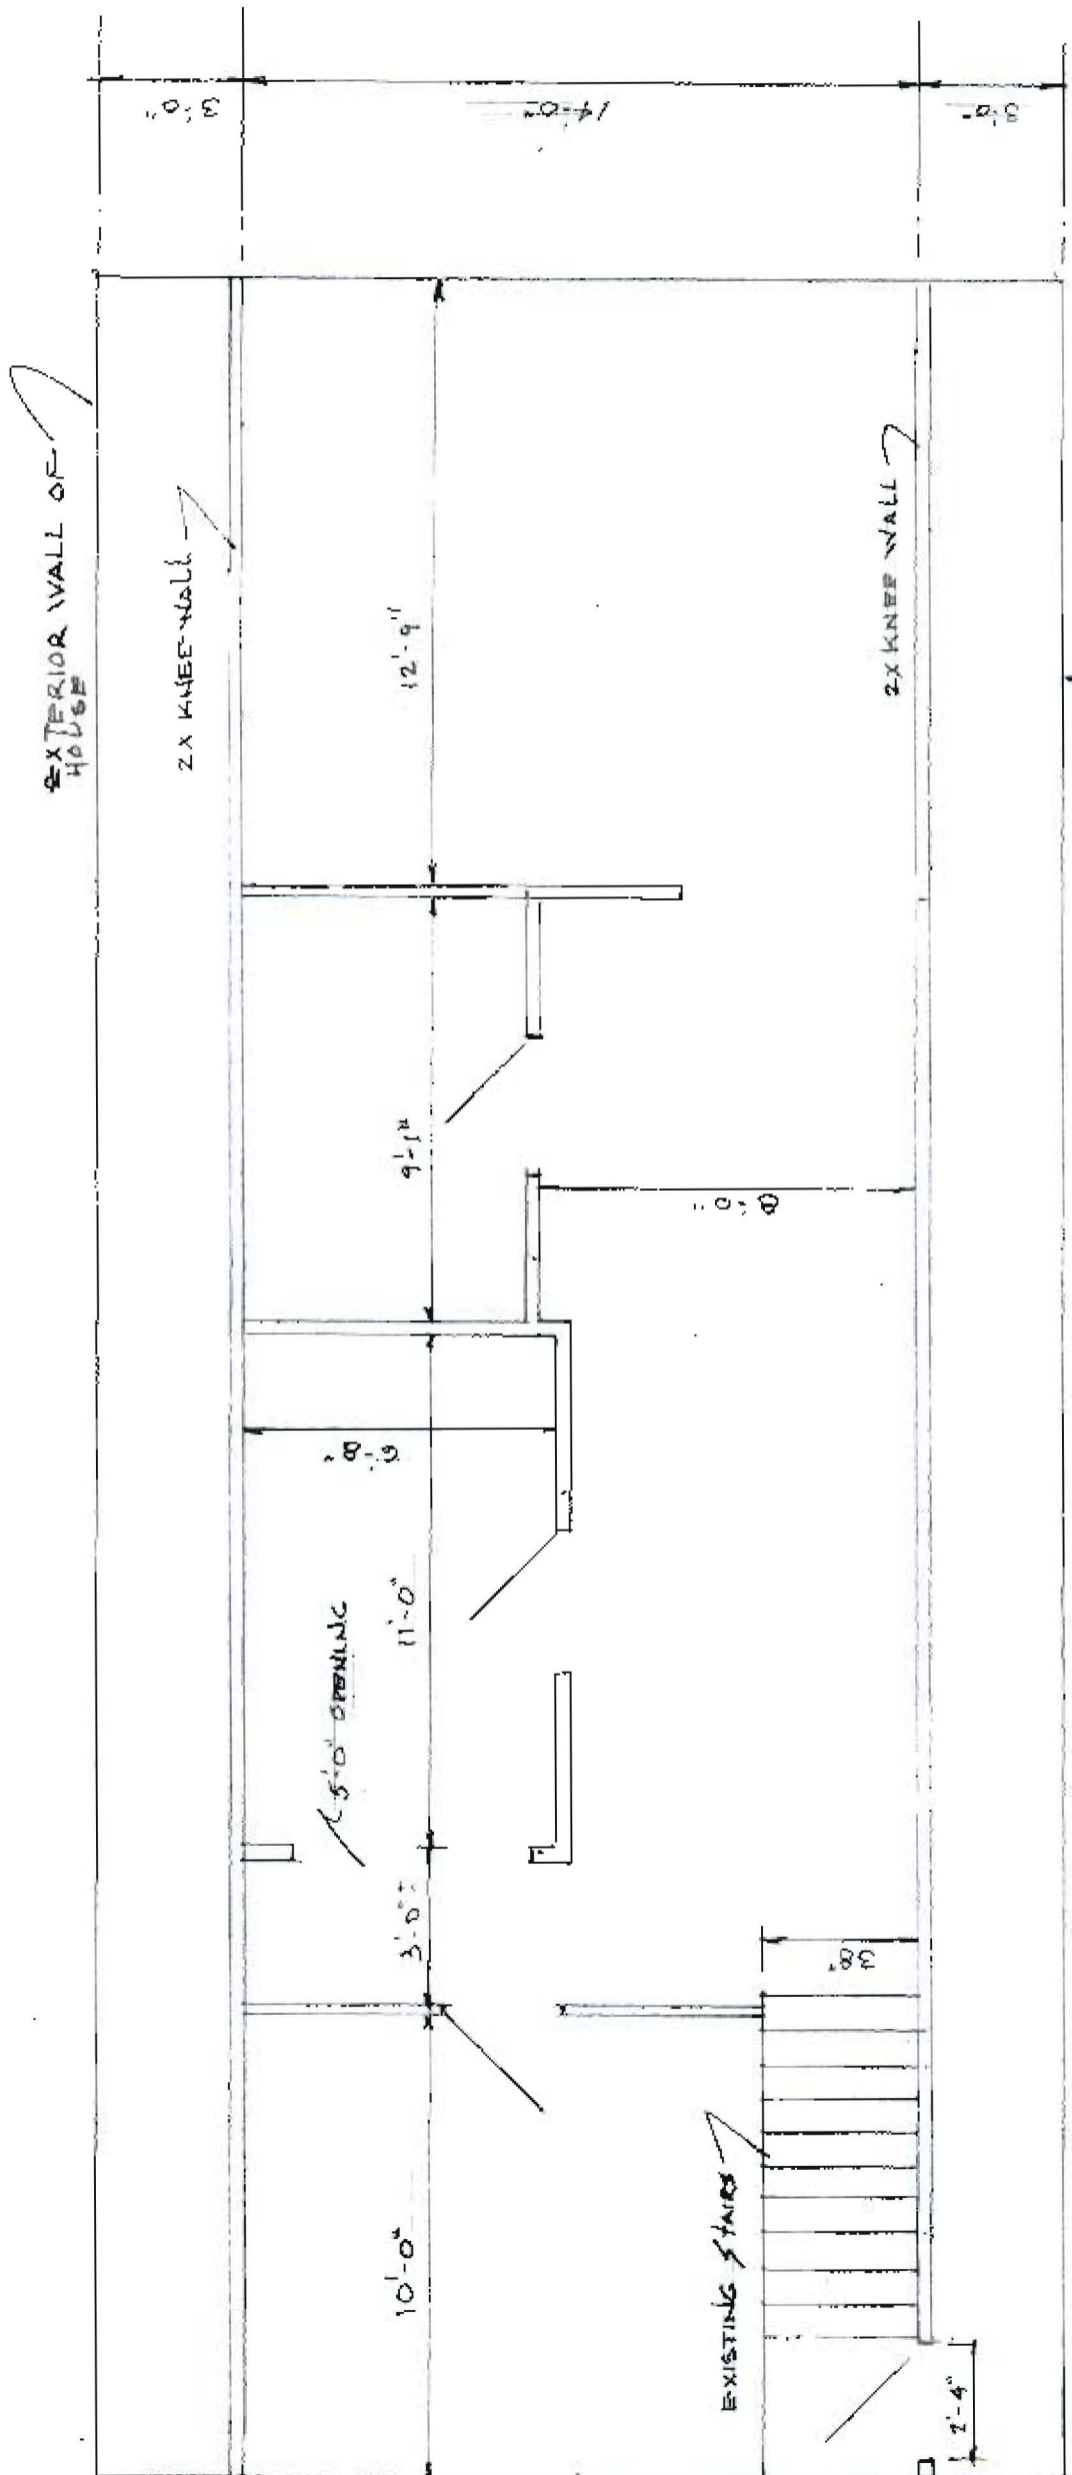 3'-0"
14'-0"
3'-0"
EXTERIOR WALL OF
HOUSE
2X KNEE WALL
2X KNEE WALL
12'-9"
9'-1"
8'-0"
6'-8"
11'-0"
5'-0" OPENING
3'-0"±
38"
10'-0"
EXISTING STAIRS
2'-4"